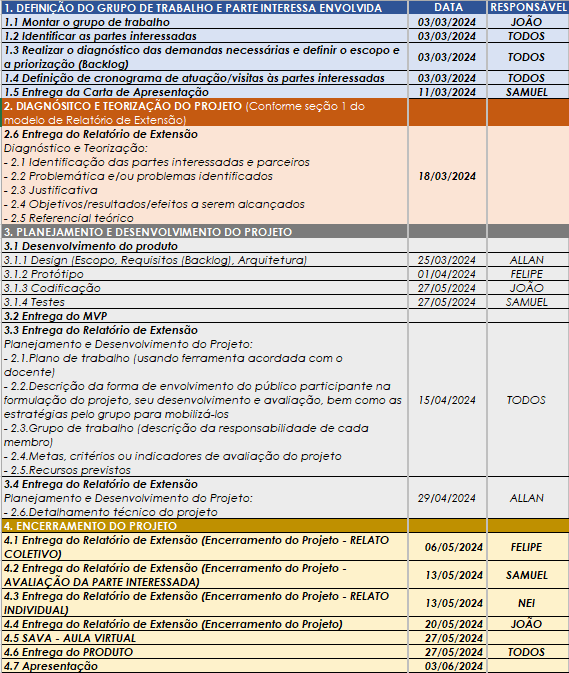 1. DEFINIÇÃO DO GRUPO DE TRABALHO E PARTE INTERESSA ENVOLVIDA DATA RESPONSÁVEL
1.1 Montar o grupo de trabalho 03/03/2024 JOÃO
1.2 Identificar as partes interessadas 03/03/2024 TODOS
1.3 Realizar o diagnóstico das demandas necessárias e definir o escopo e
a priorização (Backlog) 03/03/2024 TODOS
1.4 Definição de cronograma de atuação/visitas às partes interessadas 03/03/2024 TODOS
1.5 Entrega da Carta de Apresentação 11/03/2024 SAMUEL
2. DIAGNÓSITCO E TEORIZAÇÃO DO PROJETO (Conforme seção 1 do
modelo de Relatório de Extensão)
2.6 Entrega do Relatório de Extensão
Diagnóstico e Teorização:
- 2.1 Identificação das partes interessadas e parceiros
- 2.2 Problemática e/ou problemas identificados
- 2.3 Justificativa 18/03/2024
- 2.4 Objetivos/resultados/efeitos a serem alcançados
- 2.5 Referencial teórico
3. PLANEJAMENTO E DESENVOLVIMENTO DO PROJETO
3.1 Desenvolvimento do produto
3.1.1 Design (Escopo, Requisitos (Backlog), Arquitetura) 25/03/2024 ALLAN
3.1.2 Protótipo 01/04/2024 FELIPE
3.1.3 Codificação 27/05/2024 JOÃO
3.1.4 Testes 27/05/2024 SAMUEL
3.2 Entrega do MVP
3.3 Entrega do Relatório de Extensão
Planejamento e Desenvolvimento do Projeto:
- 2.1.Plano de trabalho (usando ferramenta acordada com o
docente)
- 2.2.Descrição da forma de envolvimento do público participante na
formulação do projeto, seu desenvolvimento e avaliação, bem como as 15/04/2024 TODOS
estratégias pelo grupo para mobilizá-los
- 2.3.Grupo de trabalho (descrição da responsabilidade de cada
membro)
- 2.4.Metas, critérios ou indicadores de avaliação do projeto
- 2.5.Recursos previstos
3.4 Entrega do Relatório de Extensão
Planejamento e Desenvolvimento do Projeto: 29/04/2024 ALLAN
- 2.6.Detalhamento técnico do projeto
4. ENCERRAMENTO DO PROJETO
4.1 Entrega do Relatório de Extensão (Encerramento do Projeto - RELATO
COLETIVO) 06/05/2024 FELIPE
4.2 Entrega do Relatório de Extensão (Encerramento do Projeto -
AVALIAÇÃO DA PARTE INTERESSADA) 13/05/2024 SAMUEL
4.3 Entrega do Relatório de Extensão (Encerramento do Projeto - RELATO
INDIVIDUAL) 13/05/2024 NEI
4.4 Entrega do Relatório de Extensão (Encerramento do Projeto) 20/05/2024 JOÃO
4.5 SAVA - AULA VIRTUAL 27/05/2024
4.6 Entrega do PRODUTO 27/05/2024 TODOS
4.7 Apresentação 03/06/2024